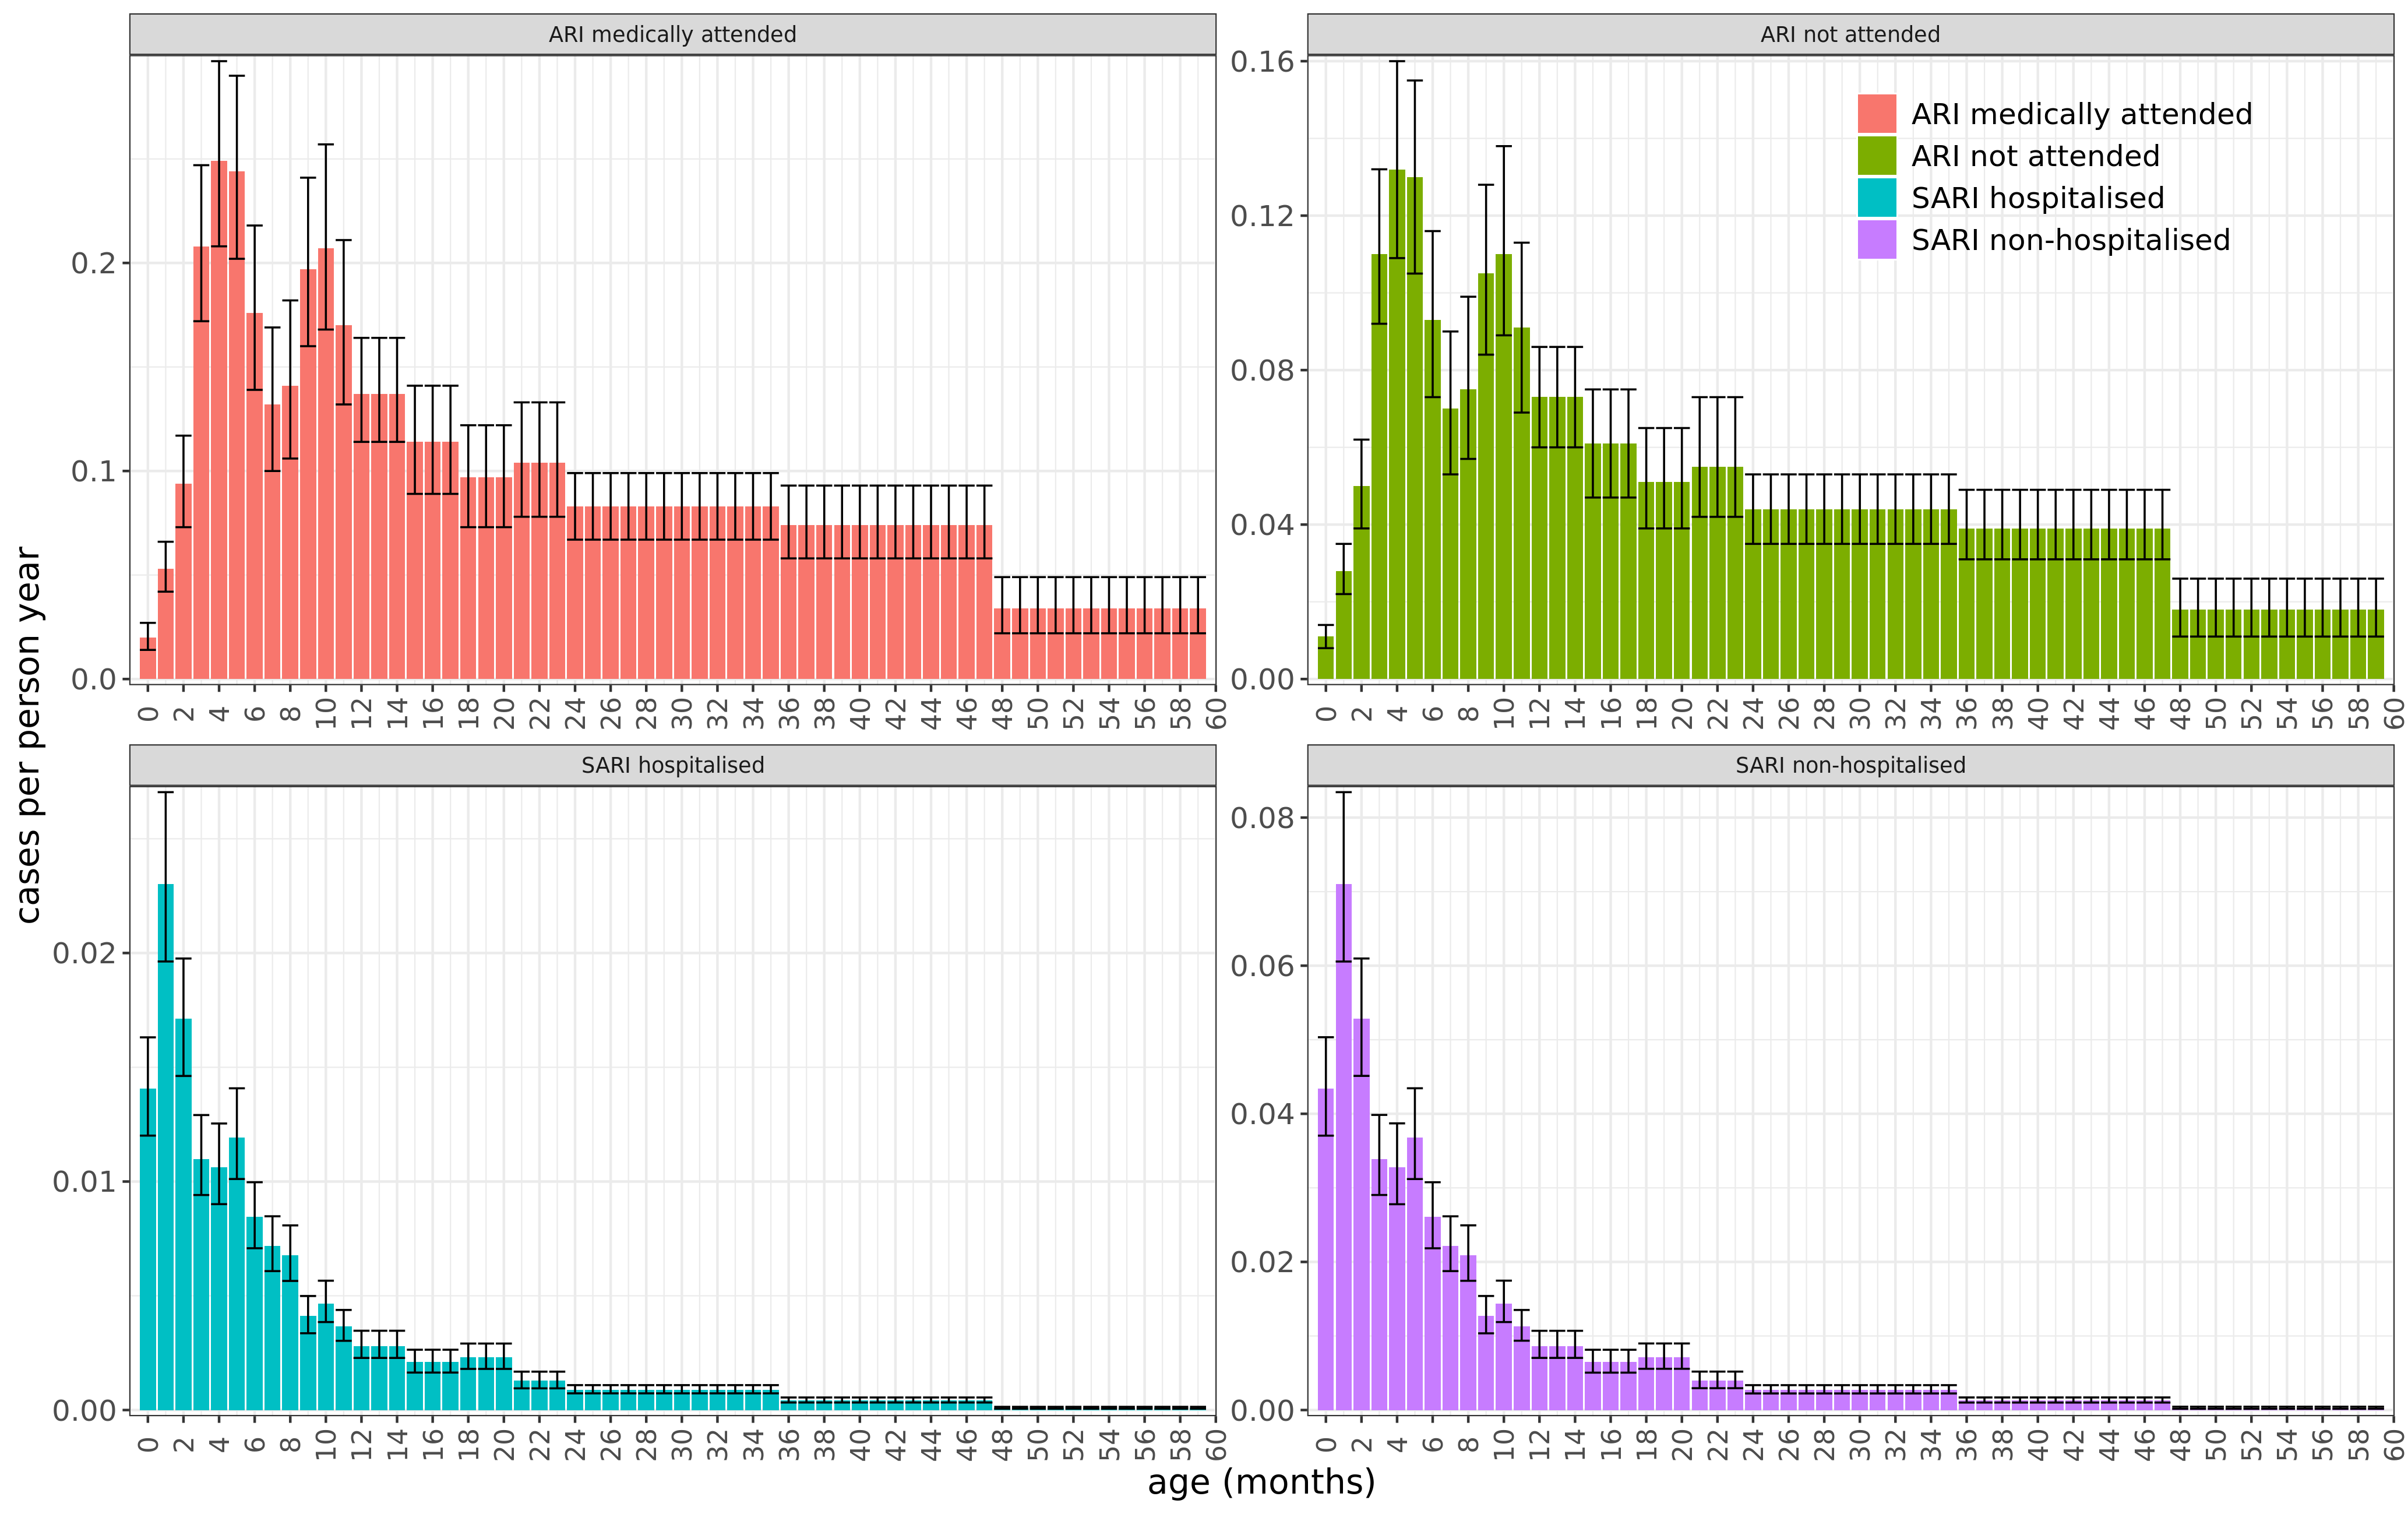 cases per person year
ARI medically attended
0.2
0.1
0.0
0 2 4 6 8 10 12 14 16 18 20 22 24 26 28 30 32 34 36 38 40 42 44 46 48 50 52 54 56 58 60
ARI not attended
0.16
0.12
0.08
0.04
0.00
ARI medically attended
ARI not attended
SARI hospitalised
SARI non-hospitalised
0 2 4 6 8 10 12 14 16 18 20 22 24 26 28 30 32 34 36 38 40 42 44 46 48 50 52 54 56 58 60
SARI hospitalised
0.02
0.01
0.00
0 2 4 6 8 10 12 14 16 18 20 22 24 26 28 30 32 34 36 38 40 42 44 46 48 50 52 54 56 58 60
SARI non-hospitalised
0.08
0.06
0.04
0.02
0.00
0 2 4 6 8 10 12 14 16 18 20 22 24 26 28 30 32 34 36 38 40 42 44 46 48 50 52 54 56 58 60
age (months)